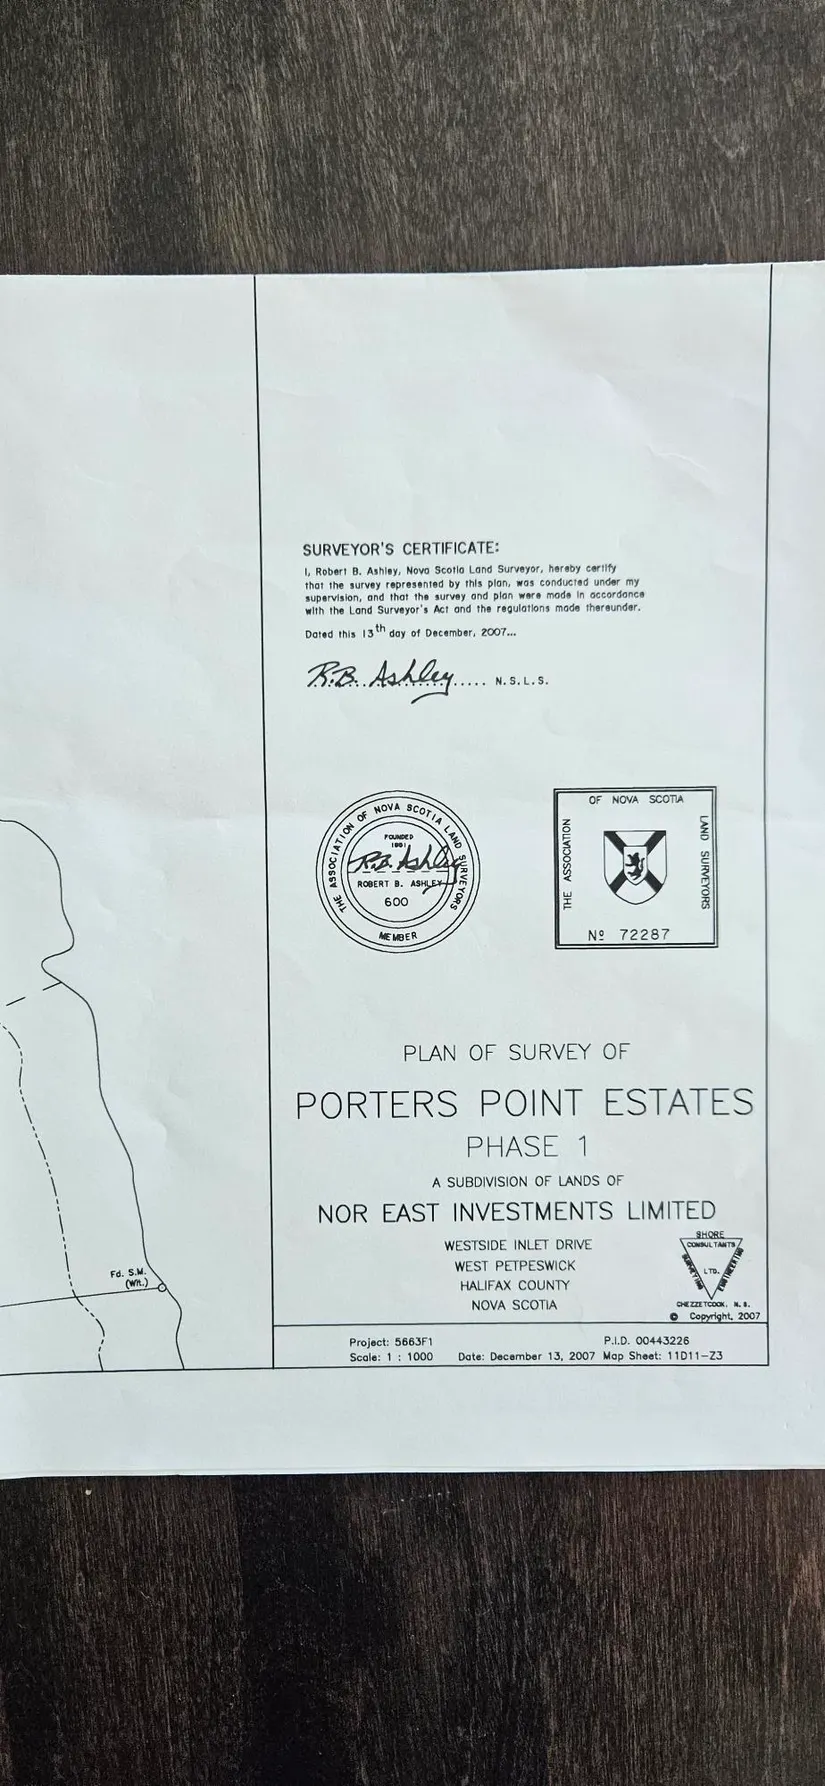 SURVEYOR'S CERTIFICATE:
I, Robert B. Ashley, Nova Scotia Land Surveyor, hereby certify
that the survey represented by this plan, was conducted under my
supervision, and that the survey and plan were made in accordance
with the Land Surveyor's Act and the regulations made thereunder.
Dated this 13th day of December, 2007...
R.B. Ashley..... N.S.L.S.
THE ASSOCIATION OF NOVA SCOTIA LAND SURVEYORS
FOUNDED
1951
R.B. Ashley
ROBERT B. ASHLEY
600
MEMBER
THE ASSOCIATION
OF NOVA SCOTIA
LAND SURVEYORS
Nº 72287
PLAN OF SURVEY OF
PORTERS POINT ESTATES
PHASE 1
A SUBDIVISION OF LANDS OF
NOR EAST INVESTMENTS LIMITED
WESTSIDE INLET DRIVE
WEST PETPESWICK
HALIFAX COUNTY
NOVA SCOTIA
SHORE
CONSULTANTS
LTD.
SURVEYING
ENGINEERING
CHEZZETCOOK, N. S.
© Copyright, 2007
Fd. S.M.
(Wit.)
Project: 5663F1
P.I.D. 00443226
Scale: 1 : 1000
Date: December 13, 2007
Map Sheet: 11D11-Z3